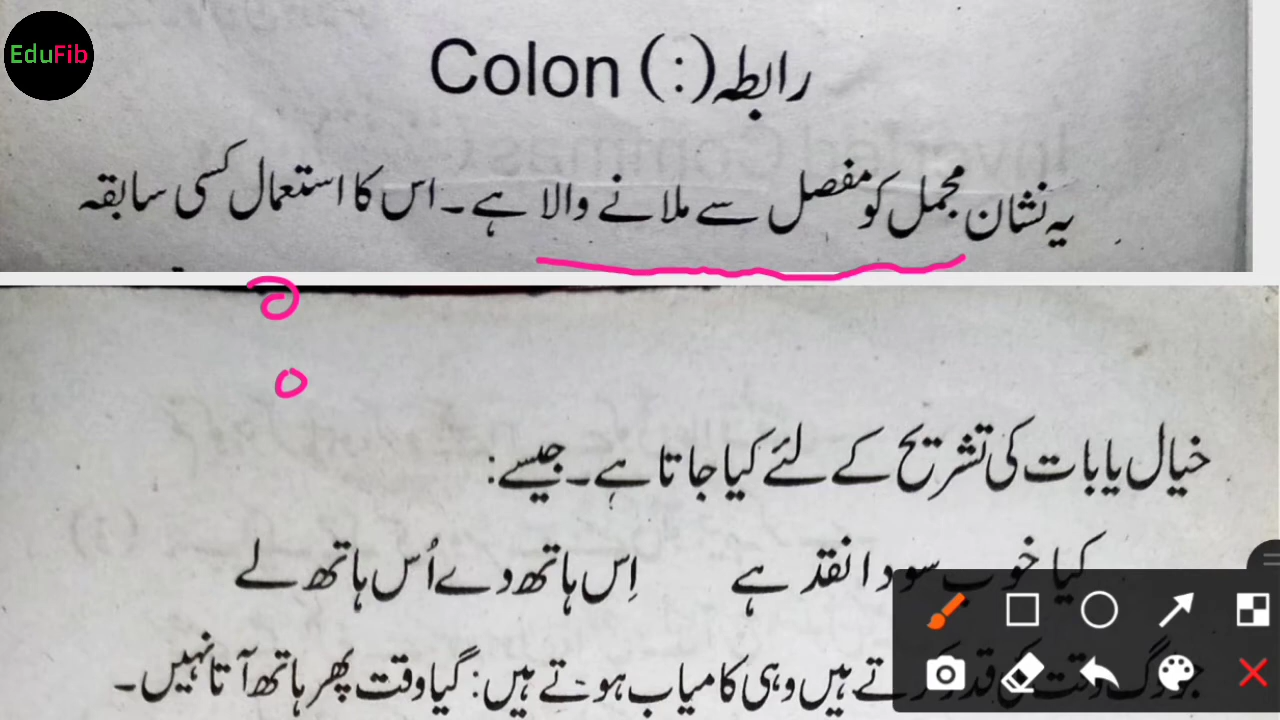 EduFib
رابطہ (:) Colon
یہ نشان مجمل کو مفصل سے ملانے والا ہے۔ اس کا استعمال کسی سابقہ
خیال یا بات کی تشریح کے لئے کیا جاتا ہے۔ جیسے:
کیا خوب سودا نقد ہے اِس ہاتھ دے اُس ہاتھ لے
جو لوگ وقت کی قدر کرتے ہیں وہی کامیاب ہوتے ہیں: گیا وقت پھر ہاتھ آتا نہیں۔